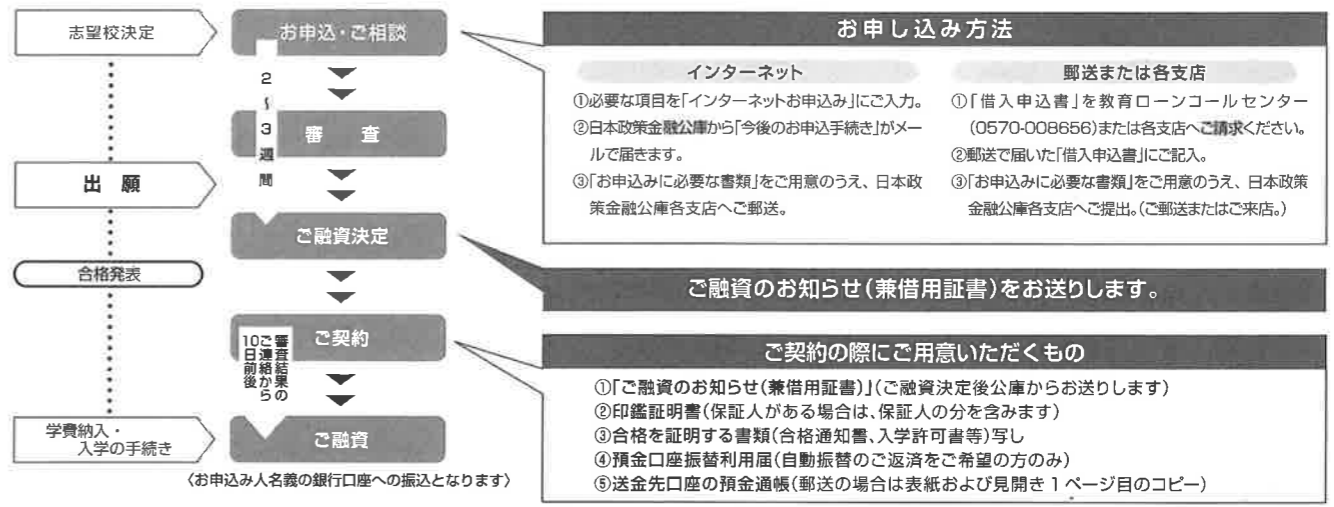 志望校決定
出　願
合格発表
学費納入・
入学の手続き
お申込・ご相談
2～3週間
審　査
ご融資決定
ご契約
審査結果の
ご連絡から
10日前後
ご融資
〈お申込み人名義の銀行口座への振込となります〉
お申し込み方法
インターネット
①必要な項目を「インターネットお申込み」にご入力。
②日本政策金融公庫から「今後のお申込手続き」がメー
ルで届きます。
③「お申込みに必要な書類」をご用意のうえ、日本政
策金融公庫各支店へご郵送。
郵送または各支店
①「借入申込書」を教育ローンコールセンター
(0570-008656)または各支店へご請求ください。
②郵送で届いた「借入申込書」にご記入。
③「お申込みに必要な書類」をご用意のうえ、日本政策
金融公庫各支店へご提出。(ご郵送またはご来店。)
ご融資のお知らせ(兼借用証書)をお送りします。
ご契約の際にご用意いただくもの
①「ご融資のお知らせ(兼借用証書)」(ご融資決定後公庫からお送りします)
②印鑑証明書(保証人がある場合は、保証人の分を含みます)
③合格を証明する書類(合格通知書、入学許可書等)写し
④預金口座振替利用届(自動振替のご返済をご希望の方のみ)
⑤送金先口座の預金通帳(郵送の場合は表紙および見開き1ページ目のコピー)